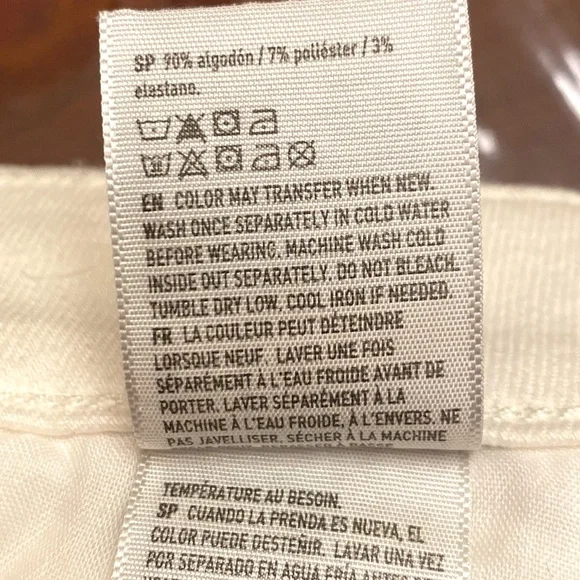 SP 90% algodón / 7% poliéster / 3%
elastano.
EN COLOR MAY TRANSFER WHEN NEW.
WASH ONCE SEPARATELY IN COLD WATER
BEFORE WEARING. MACHINE WASH COLD
INSIDE OUT SEPARATELY. DO NOT BLEACH.
TUMBLE DRY LOW. COOL IRON IF NEEDED.
FR LA COULEUR PEUT DÉTEINDRE
LORSQUE NEUF. LAVER UNE FOIS
SÉPARÉMENT À L'EAU FROIDE AVANT DE
PORTER. LAVER SÉPARÉMENT À LA
MACHINE À L'EAU FROIDE, À L'ENVERS. NE
PAS JAVELLISER. SÉCHER À LA MACHINE
TEMPÉRATURE AU BESOIN.
SP CUANDO LA PRENDA ES NUEVA, EL
COLOR PUEDE DESTEÑIR. LAVAR UNA VEZ
POR SEPARADO EN AGUA FRÍA